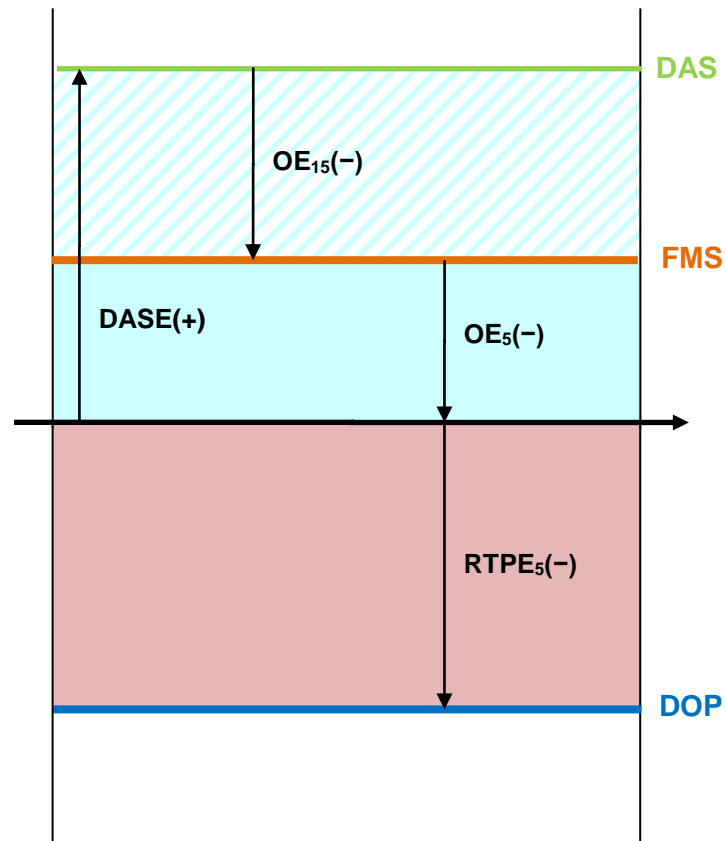 DAS
OE₁₅(−)
FMS
DASE(+)
OE₅(−)
RTPE₅(−)
DOP